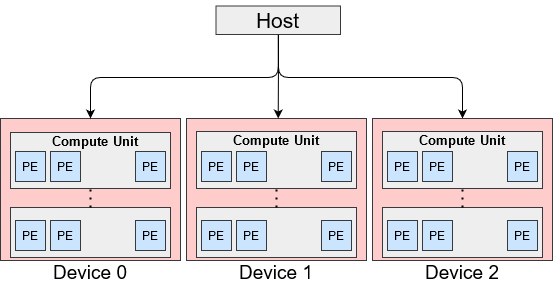 Host
Compute Unit Compute Unit Compute Unit
PE PE PE PE PE PE PE PE PE
PE PE PE PE PE PE PE PE PE
Device 0 Device 1 Device 2